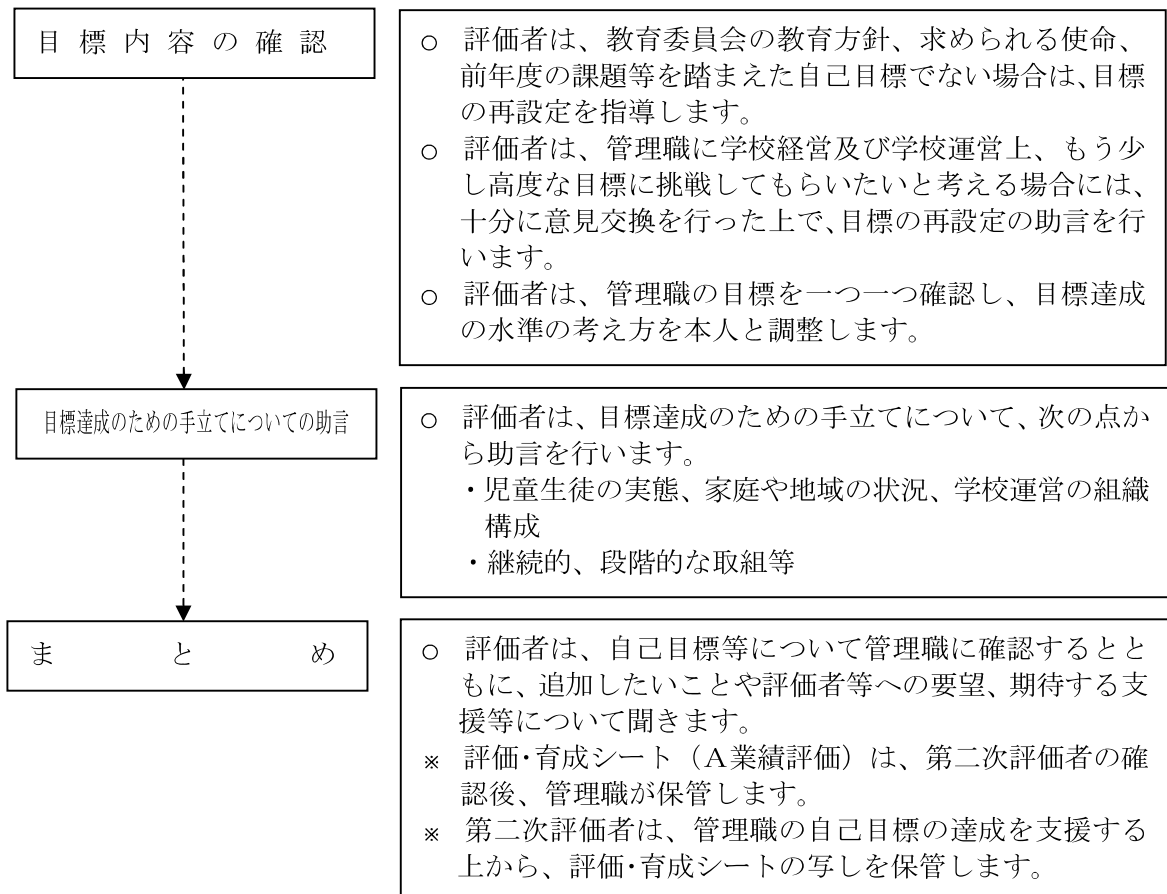 目標内容の確認
○ 評価者は、教育委員会の教育方針、求められる使命、
前年度の課題等を踏まえた自己目標でない場合は、目標
の再設定を指導します。
○ 評価者は、管理職に学校経営及び学校運営上、もう少
し高度な目標に挑戦してもらいたいと考える場合には、
十分に意見交換を行った上で、目標の再設定の助言を行
います。
○ 評価者は、管理職の目標を一つ一つ確認し、目標達成
の水準の考え方を本人と調整します。
目標達成のための手立てについての助言
○ 評価者は、目標達成のための手立てについて、次の点か
ら助言を行います。
・児童生徒の実態、家庭や地域の状況、学校運営の組織
構成
・継続的、段階的な取組等
まとめ
○ 評価者は、自己目標等について管理職に確認するとと
もに、追加したいことや評価者等への要望、期待する支
援等について聞きます。
※ 評価・育成シート（A業績評価）は、第二次評価者の確
認後、管理職が保管します。
※ 第二次評価者は、管理職の自己目標の達成を支援する
上から、評価・育成シートの写しを保管します。